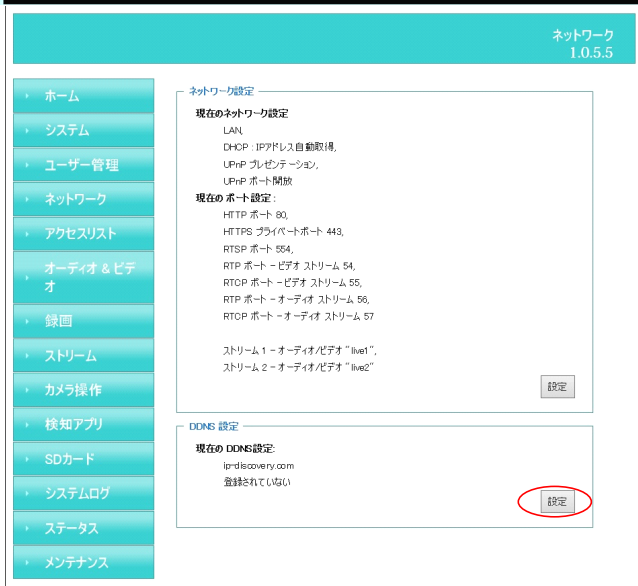 ネットワーク
1.0.5.5
ホーム
システム
ユーザー管理
ネットワーク
アクセスリスト
オーディオ & ビデ
オ
録画
ストリーム
カメラ操作
検知アプリ
SDカード
システムログ
ステータス
メンテナンス
ネットワーク設定
現在のネットワーク設定
LAN,
DHCP : IPアドレス自動取得,
UPnP プレゼンテーション,
UPnP ポート開放
現在の ポート設定 :
HTTP ポート 80,
HTTPS プライベートポート 443,
RTSP ポート 554,
RTP ポート - ビデオ ストリーム 54,
RTCP ポート - ビデオ ストリーム 55,
RTP ポート - オーディオ ストリーム 56,
RTCP ポート - オーディオ ストリーム 57
ストリーム 1 - オーディオ/ビデオ "live1",
ストリーム 2 - オーディオ/ビデオ "live2"
設定
DDNS 設定
現在の DDNS設定:
ip-discovery.com
登録されていない
設定